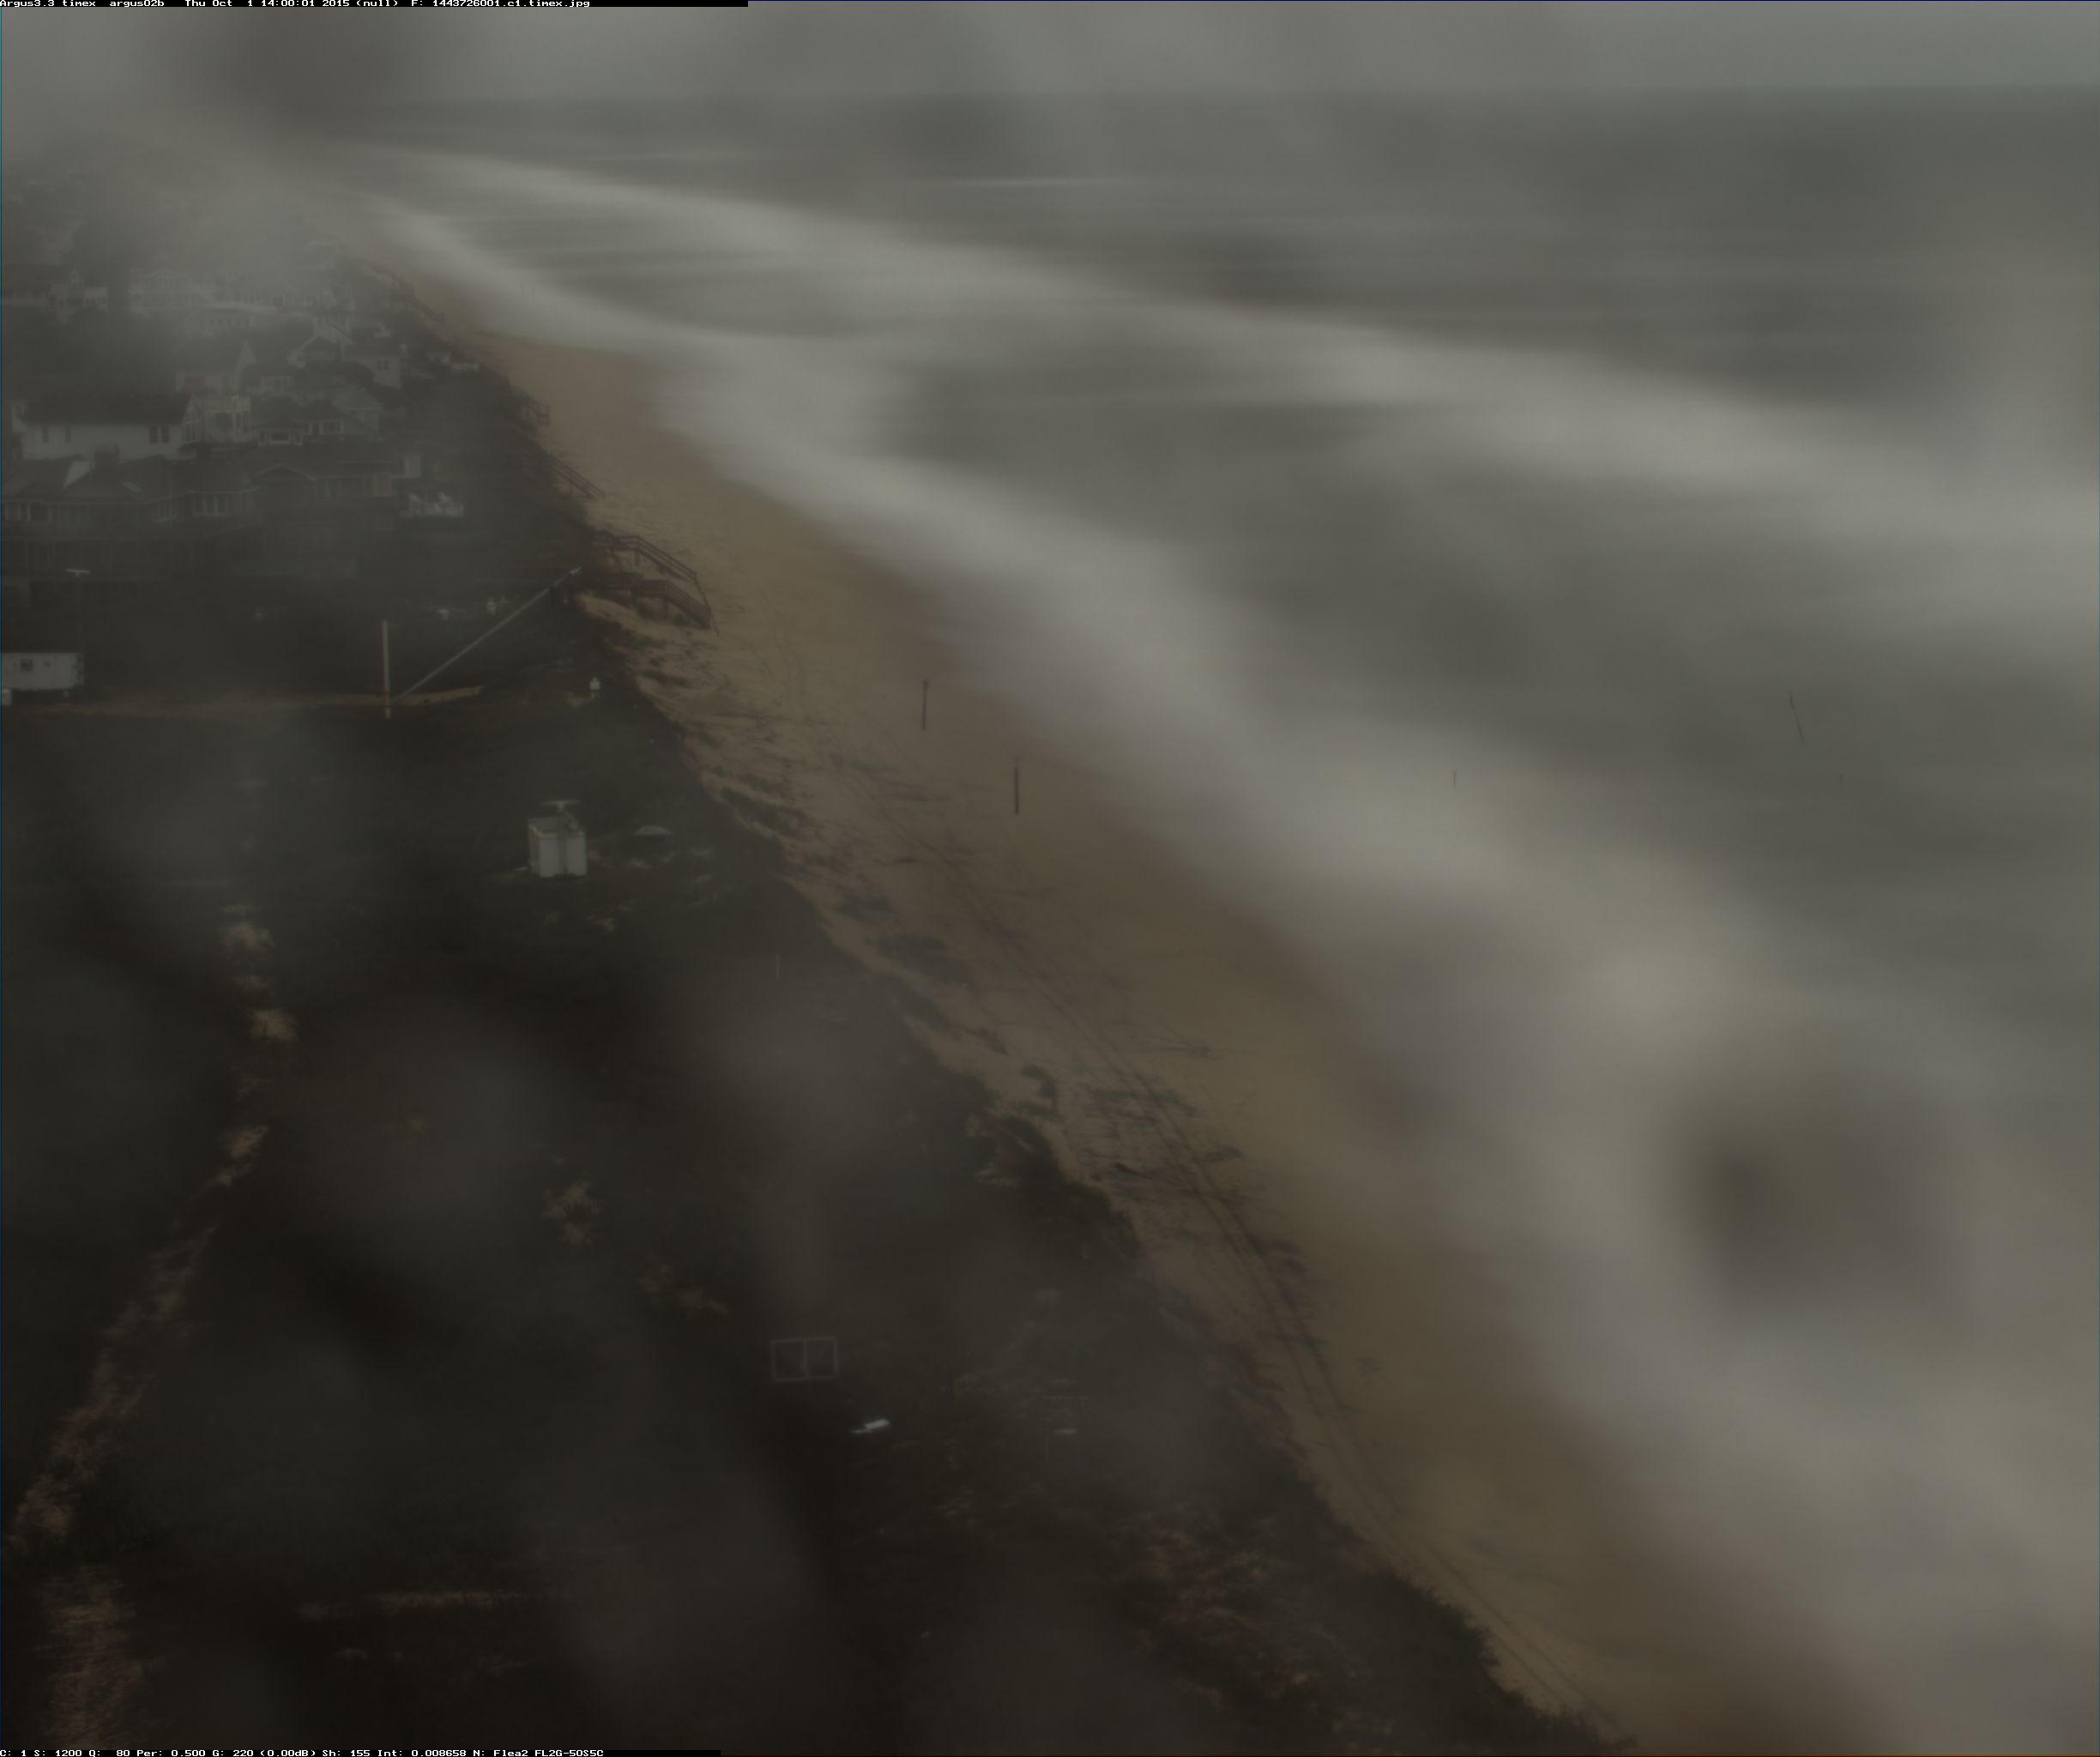 Argus3.3 timex argus02b Thu Oct 1 14:00:01 2015 (null) F: 1443726001.c1.timex.jpg
C: 1 S: 1200 Q: 80 Per: 0.500 G: 220 (0.00dB) Sh: 155 Int: 0.008658 N: Flea2 FL2G-50S5C